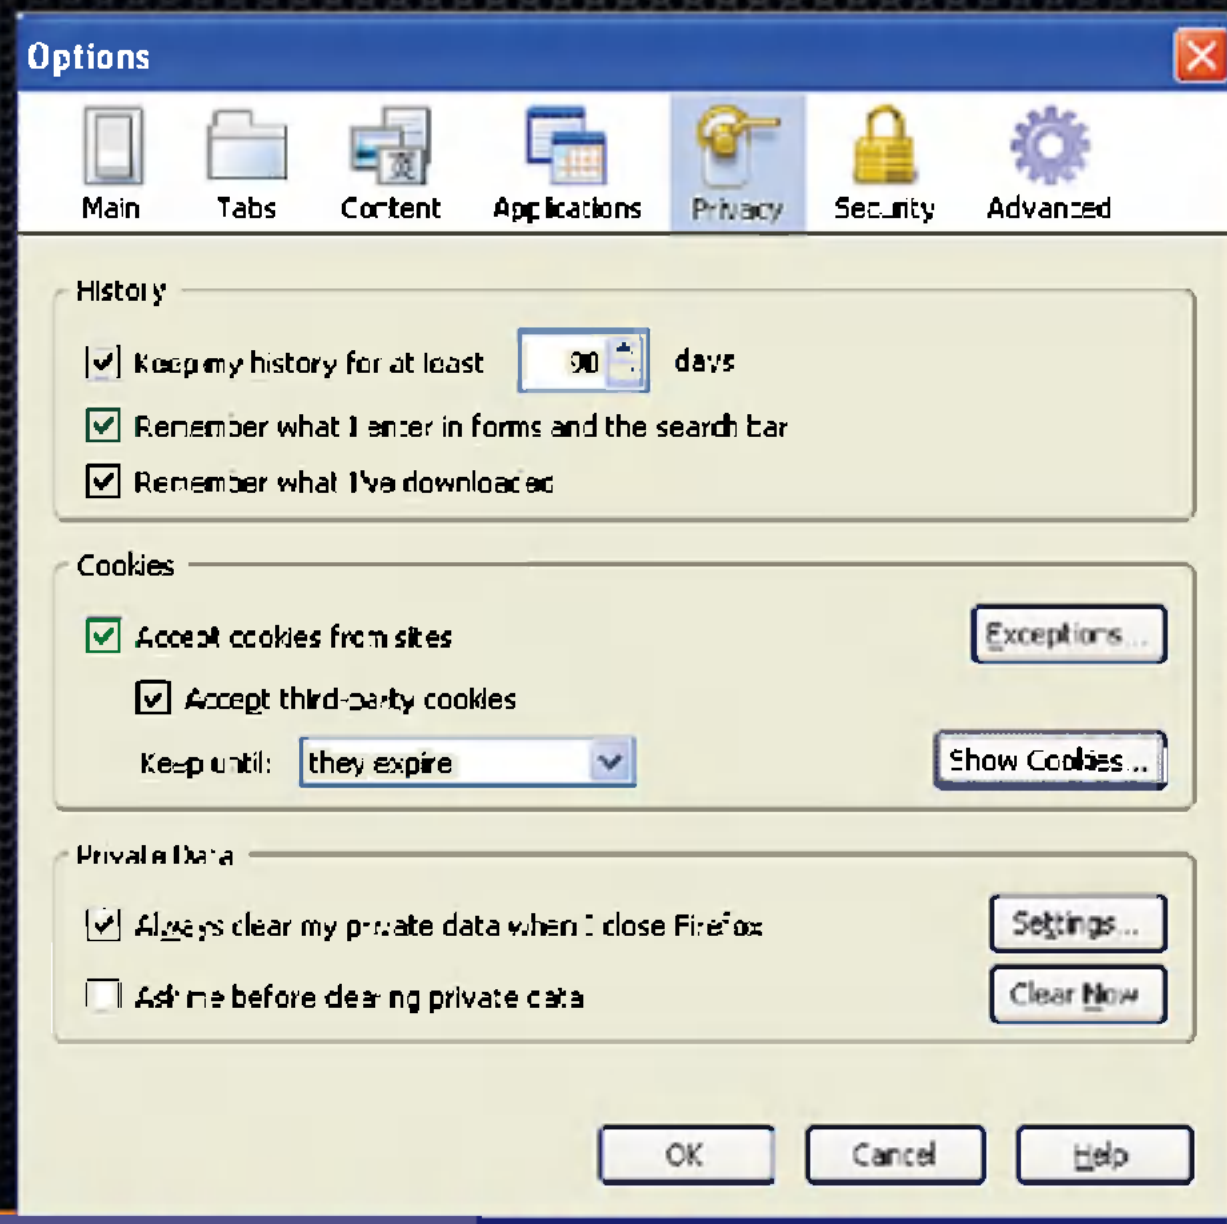 Options
Main Tabs Content Applications Privacy Security Advanced
History
Keep my history for at least 90 days
Remember what I enter in forms and the search bar
Remember what I've downloaded
Cookies
Accept cookies from sites Exceptions...
Accept third-party cookies
Keep until: they expire Show Cookies...
Private Data
Always clear my private data when I close Firefox Settings...
Ask me before clearing private data Clear Now
OK Cancel Help